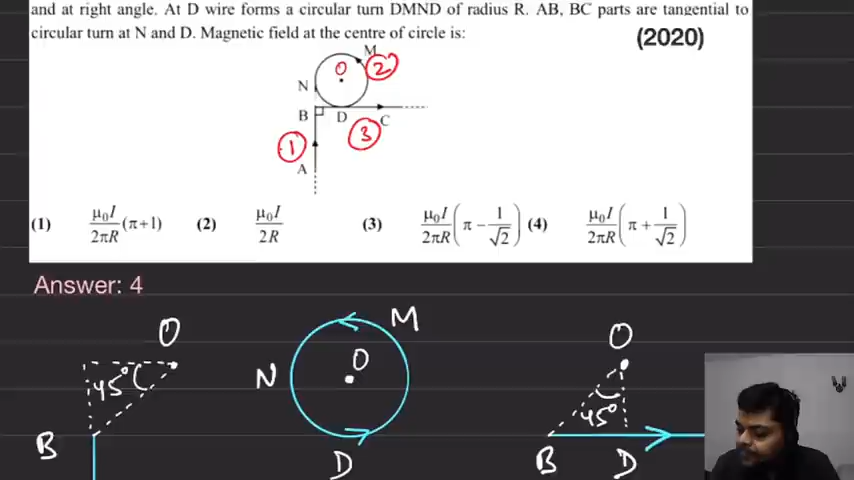 and at right angle. At D wire forms a circular turn DMND of radius R. AB, BC parts are tangential to
circular turn at N and D. Magnetic field at the centre of circle is:
(2020)
M
O
2
N
B
D
C
3
1
A
(1) μ₀I/2πR (π+1) (2) μ₀I/2R (3) μ₀I/2πR (π − 1/√2) (4) μ₀I/2πR (π + 1/√2)
Answer: 4
O
45°
B
M
O
N
D
O
45°
B D